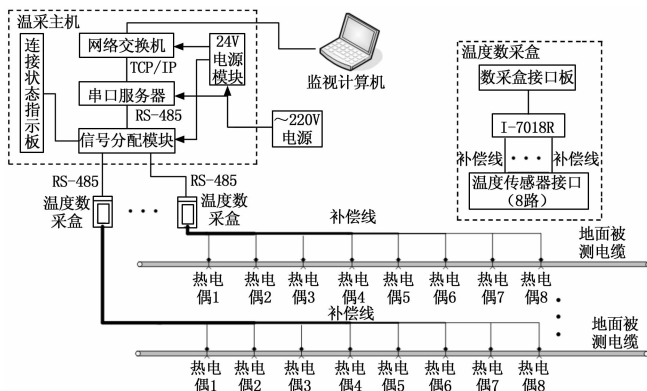 温采主机
网络交换机
TCP/IP
串口服务器
RS-485
信号分配模块
连接状态指示板
24V
电源
模块
～220V
电源
监视计算机
温度数采盒
数采盒接口板
I-7018R
补偿线
补偿线
温度传感器接口
（8路）
RS-485
RS-485
温度数
采盒
温度数
采盒
补偿线
地面被
测电缆
热电
偶1
热电
偶2
热电
偶3
热电
偶4
热电
偶5
热电
偶6
热电
偶7
热电
偶8
补偿线
地面被
测电缆
热电
偶1
热电
偶2
热电
偶3
热电
偶4
热电
偶5
热电
偶6
热电
偶7
热电
偶8